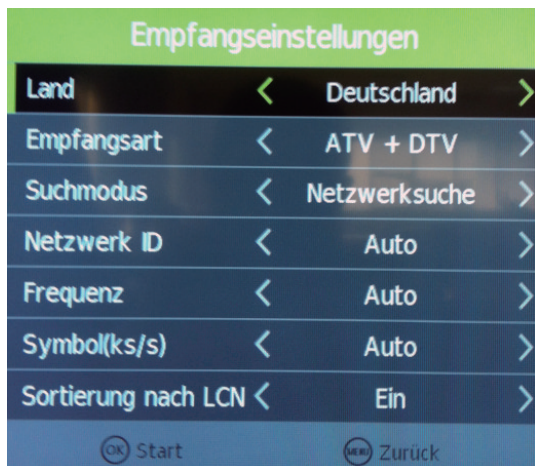 Empfangseinstellungen
Land < Deutschland >
Empfangsart < ATV + DTV >
Suchmodus < Netzwerksuche >
Netzwerk ID < Auto >
Frequenz < Auto >
Symbol(ks/s) < Auto >
Sortierung nach LCN < Ein >
OK Start MENU Zurück